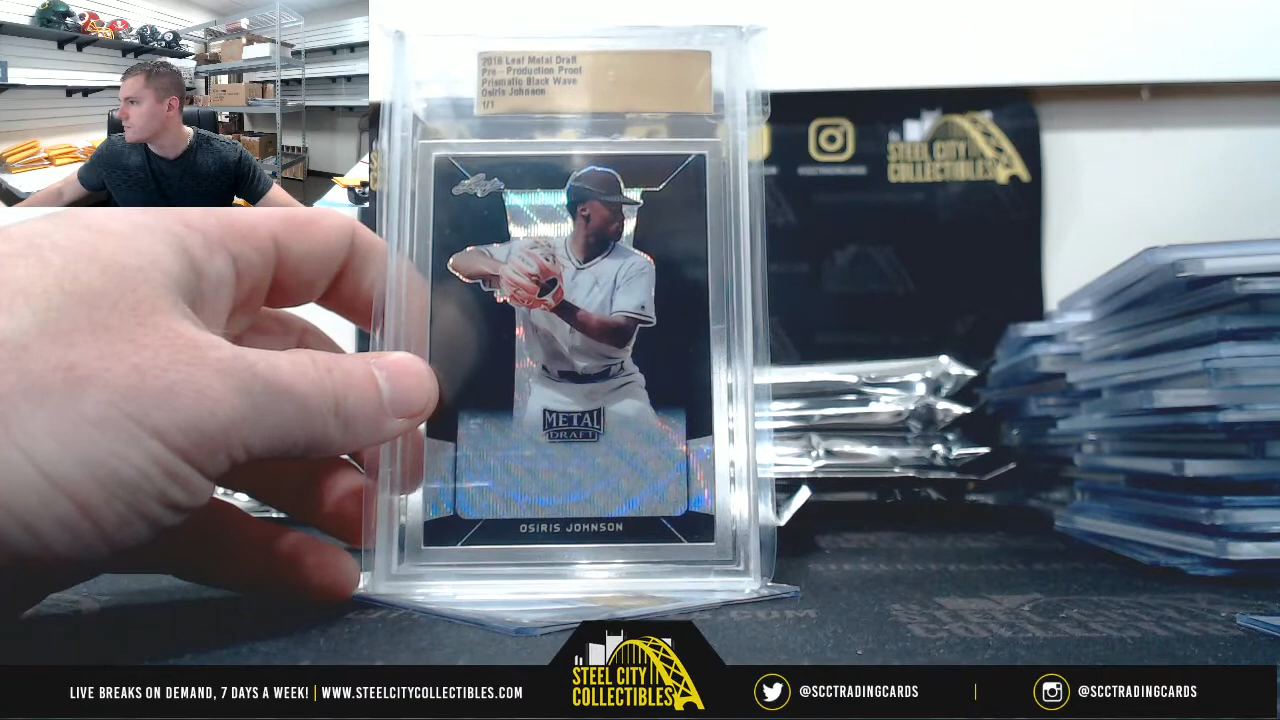 2018 Leaf Metal Draft
Pre - Production Proof
Prismatic Black Wave
Osiris Johnson
1/1
Leaf
METAL
DRAFT
OSIRIS JOHNSON
STEEL CITY
COLLECTIBLES
LIVE BREAKS ON DEMAND, 7 DAYS A WEEK! | WWW.STEELCITYCOLLECTIBLES.COM
STEEL CITY
COLLECTIBLES
@SCCTRADINGCARDS | @SCCTRADINGCARDS